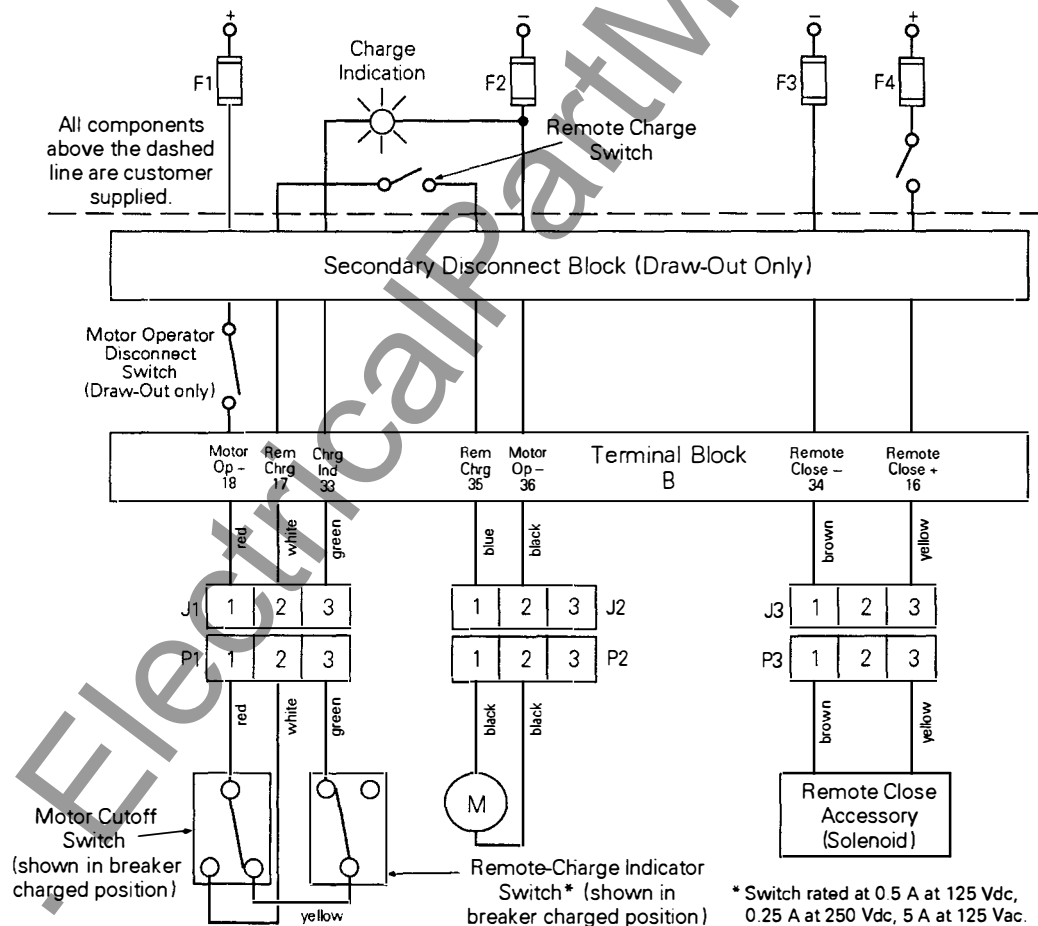 +
−
−
+
F1
Charge
Indication
F2
F3
F4
All components
above the dashed
line are customer
supplied.
Remote Charge
Switch
Secondary Disconnect Block (Draw-Out Only)
Motor Operator
Disconnect
Switch
(Draw-Out only)
Motor
Op -
18
Rem
Chrg
17
Chrg
Ind
33
Rem
Chrg
35
Motor
Op –
36
Terminal Block
B
Remote
Close –
34
Remote
Close +
16
red
white
green
blue
black
brown
yellow
J1 1 2 3
1 2 3 J2
J3 1 2 3
P1 1 2 3
1 2 3 P2
P3 1 2 3
red
white
green
black
black
brown
yellow
Motor Cutoff
Switch
(shown in breaker
charged position)
M
Remote Close
Accessory
(Solenoid)
Remote-Charge Indicator
Switch* (shown in
breaker charged position)
yellow
* Switch rated at 0.5 A at 125 Vdc,
0.25 A at 250 Vdc, 5 A at 125 Vac.
.ElectricalPartM